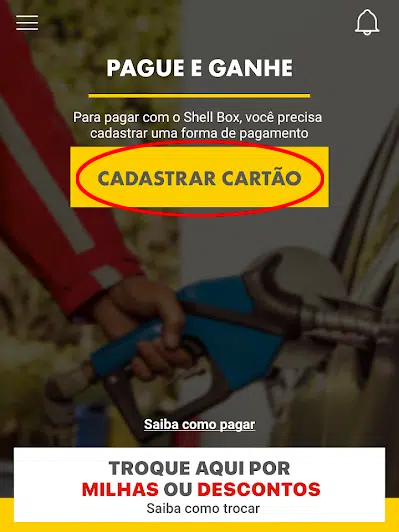 PAGUE E GANHE
Para pagar com o Shell Box, você precisa
cadastrar uma forma de pagamento
CADASTRAR CARTÃO
Saiba como pagar
TROQUE AQUI POR
MILHAS OU DESCONTOS
Saiba como trocar